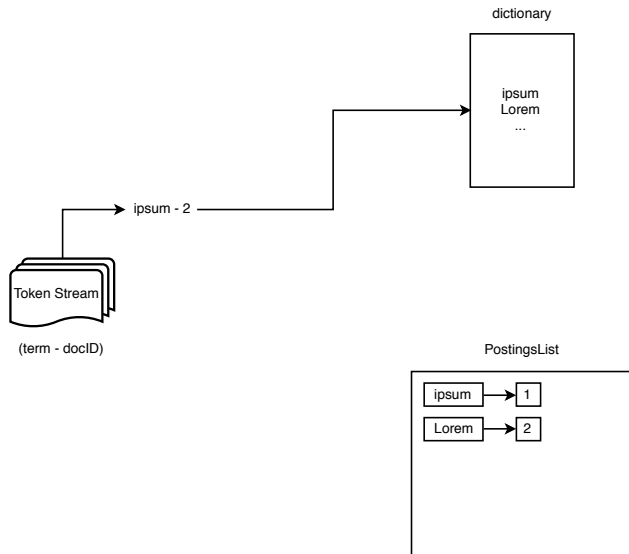 dictionary
ipsum
Lorem
...
ipsum - 2
Token Stream
(term - docID)
PostingsList
ipsum
1
Lorem
2